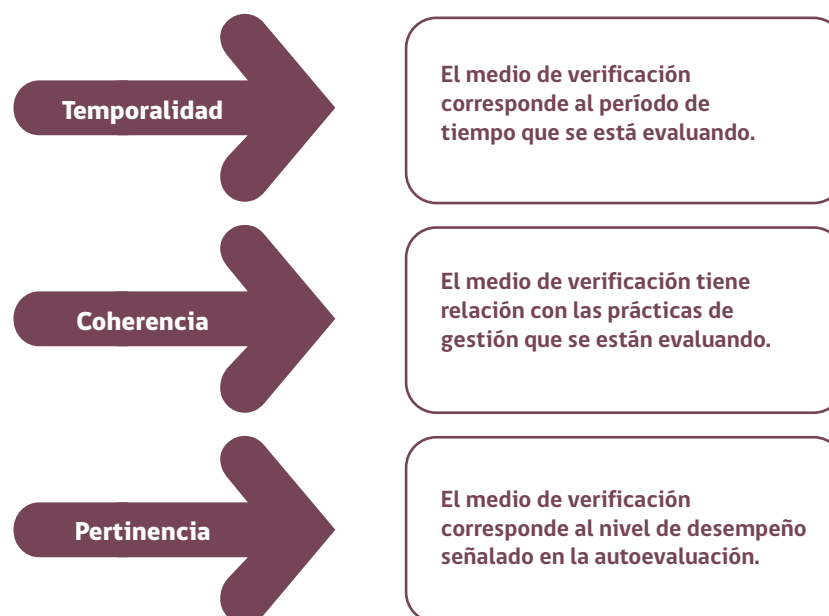 Temporalidad
El medio de verificación
corresponde al período de
tiempo que se está evaluando.
Coherencia
El medio de verificación tiene
relación con las prácticas de
gestión que se están evaluando.
Pertinencia
El medio de verificación
corresponde al nivel de desempeño
señalado en la autoevaluación.